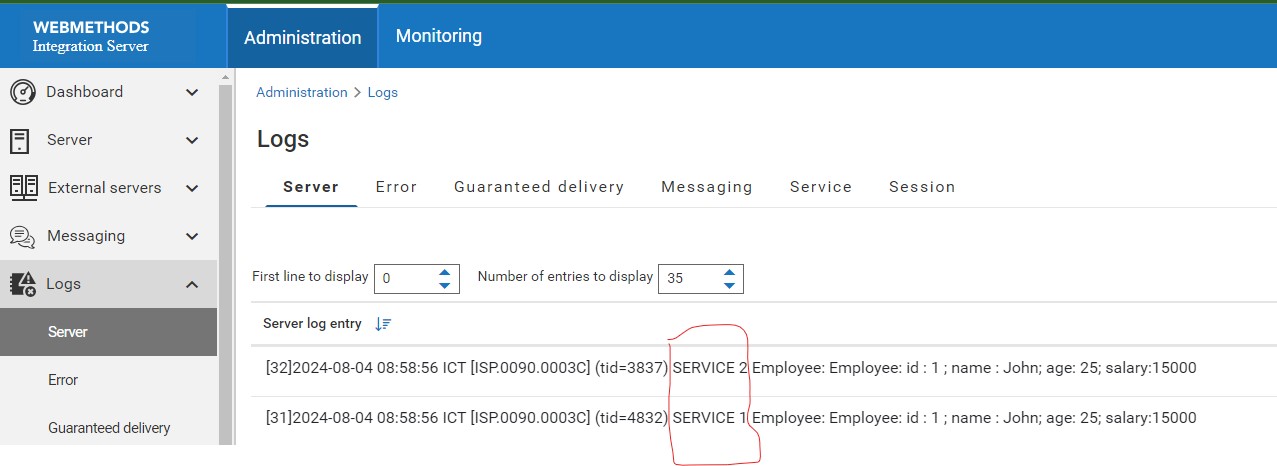 WEBMETHODS
Integration Server
Administration
Monitoring
Dashboard
Server
External servers
Messaging
Logs
Server
Error
Guaranteed delivery
Administration > Logs
Logs
Server Error Guaranteed delivery Messaging Service Session
First line to display 0 Number of entries to display 35
Server log entry
[32]2024-08-04 08:58:56 ICT [ISP.0090.0003C] (tid=3837) SERVICE 2 Employee: Employee: id : 1 ; name : John; age: 25; salary:15000
[31]2024-08-04 08:58:56 ICT [ISP.0090.0003C] (tid=4832) SERVICE 1 Employee: Employee: id : 1 ; name : John; age: 25; salary:15000